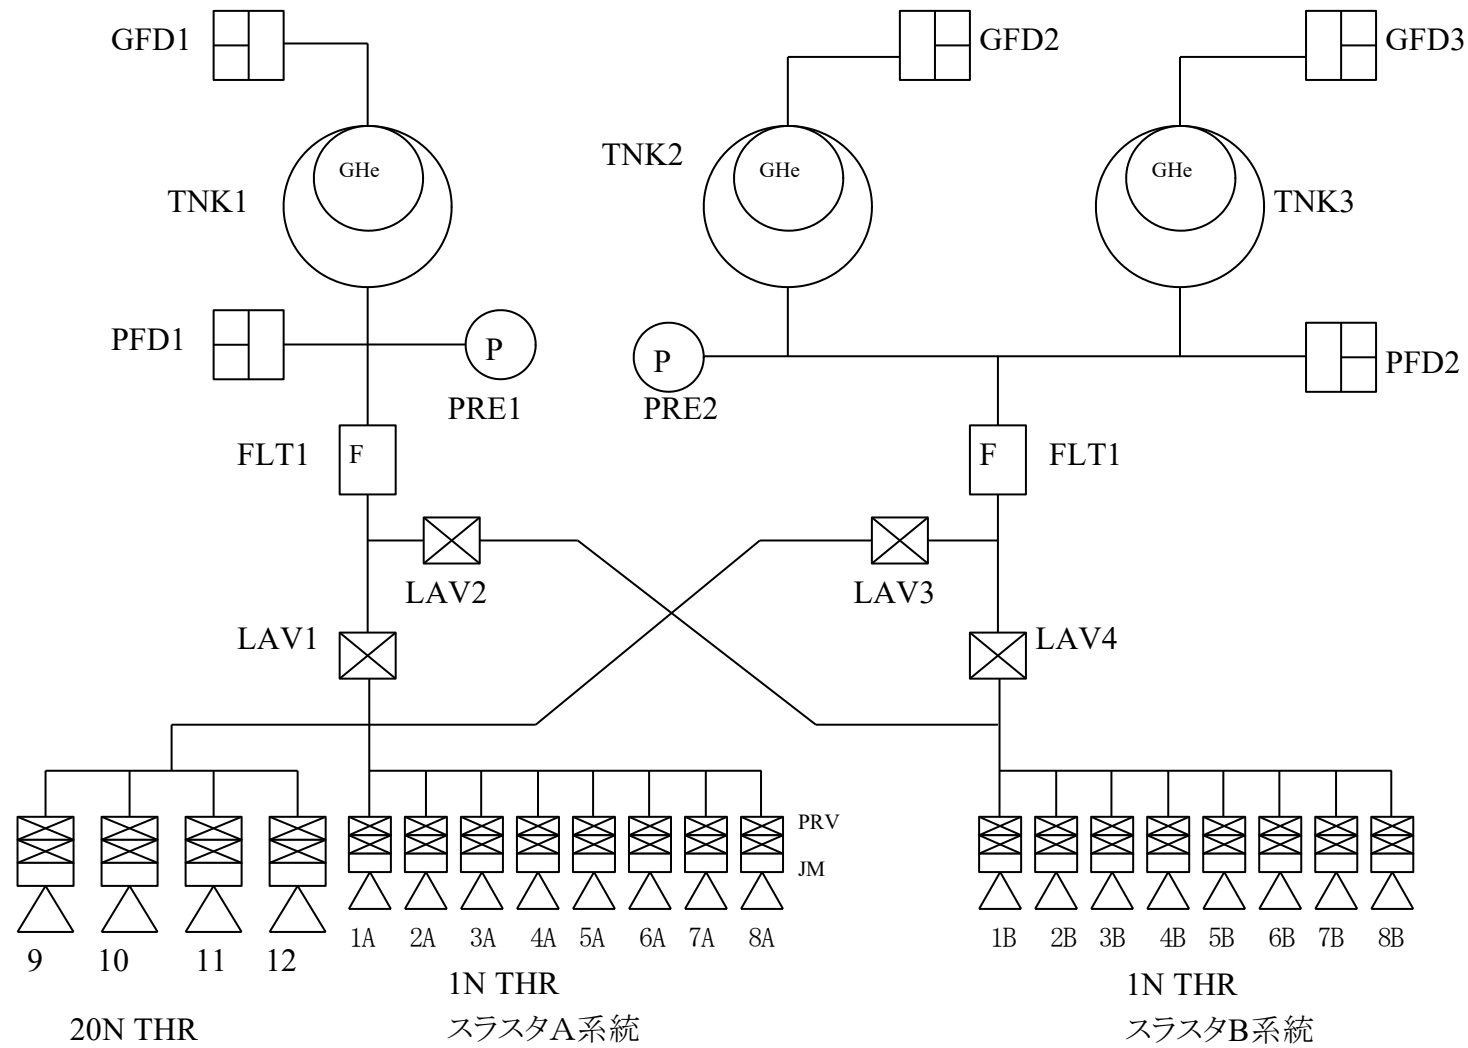 GFD1
GFD2
GFD3
GHe
GHe
GHe
TNK1
TNK2
TNK3
PFD1
P
PRE1
P
PRE2
PFD2
FLT1
F
F
FLT1
LAV2
LAV3
LAV1
LAV4
PRV
JM
9
10
11
12
1A
2A
3A
4A
5A
6A
7A
8A
1B
2B
3B
4B
5B
6B
7B
8B
20N THR
1N THR
スラスタA系統
1N THR
スラスタB系統